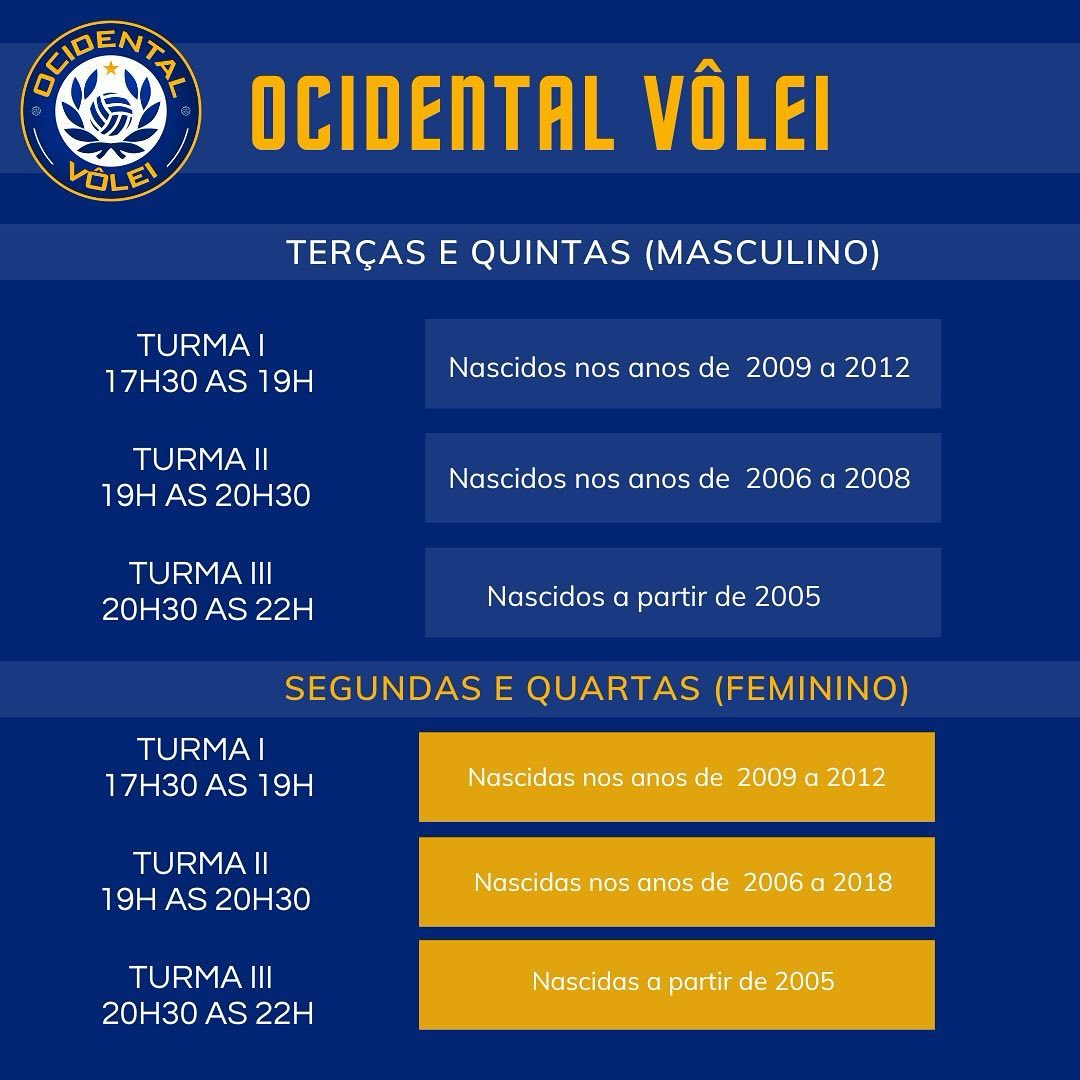 OCIDENTAL
VÔLEI
OCIDENTAL VÔLEI
TERÇAS E QUINTAS (MASCULINO)
TURMA I
17H30 AS 19H
Nascidos nos anos de 2009 a 2012
TURMA II
19H AS 20H30
Nascidos nos anos de 2006 a 2008
TURMA III
20H30 AS 22H
Nascidos a partir de 2005
SEGUNDAS E QUARTAS (FEMININO)
TURMA I
17H30 AS 19H
Nascidas nos anos de 2009 a 2012
TURMA II
19H AS 20H30
Nascidas nos anos de 2006 a 2018
TURMA III
20H30 AS 22H
Nascidas a partir de 2005